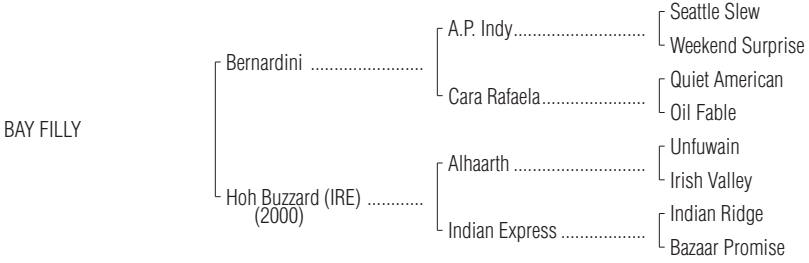 Seattle Slew
A.P. Indy..............................
Weekend Surprise
Bernardini ..........................
Quiet American
Cara Rafaela........................
Oil Fable
BAY FILLY
Unfuwain
Alhaarth ..............................
Irish Valley
Hoh Buzzard (IRE) .............
(2000)
Indian Ridge
Indian Express ....................
Bazaar Promise